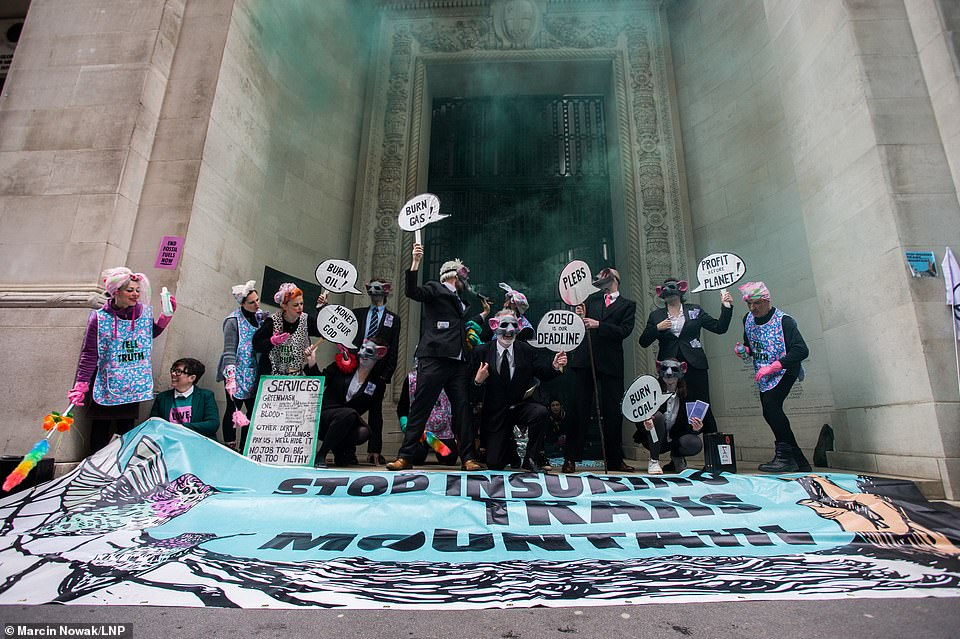 BURN
GAS!
BURN
OIL!
MONEY
IS OUR
GOD
PLEBS
2050
IS OUR
DEADLINE
PROFIT
BEFORE
PLANET!
BURN
COAL!
END
FOSSIL
FUELS
NOW
TELL
THE
TRUTH
SERVICES
GREENWASH
OIL
BLOOD
OTHER DIRTY
DEALINGS
PAY US, WE'LL HIDE IT
NO JOB TOO BIG
OR TOO FILTHY
STOP INSURING
TRANS
MOUNTAIN
© Marcin Nowak/LNP